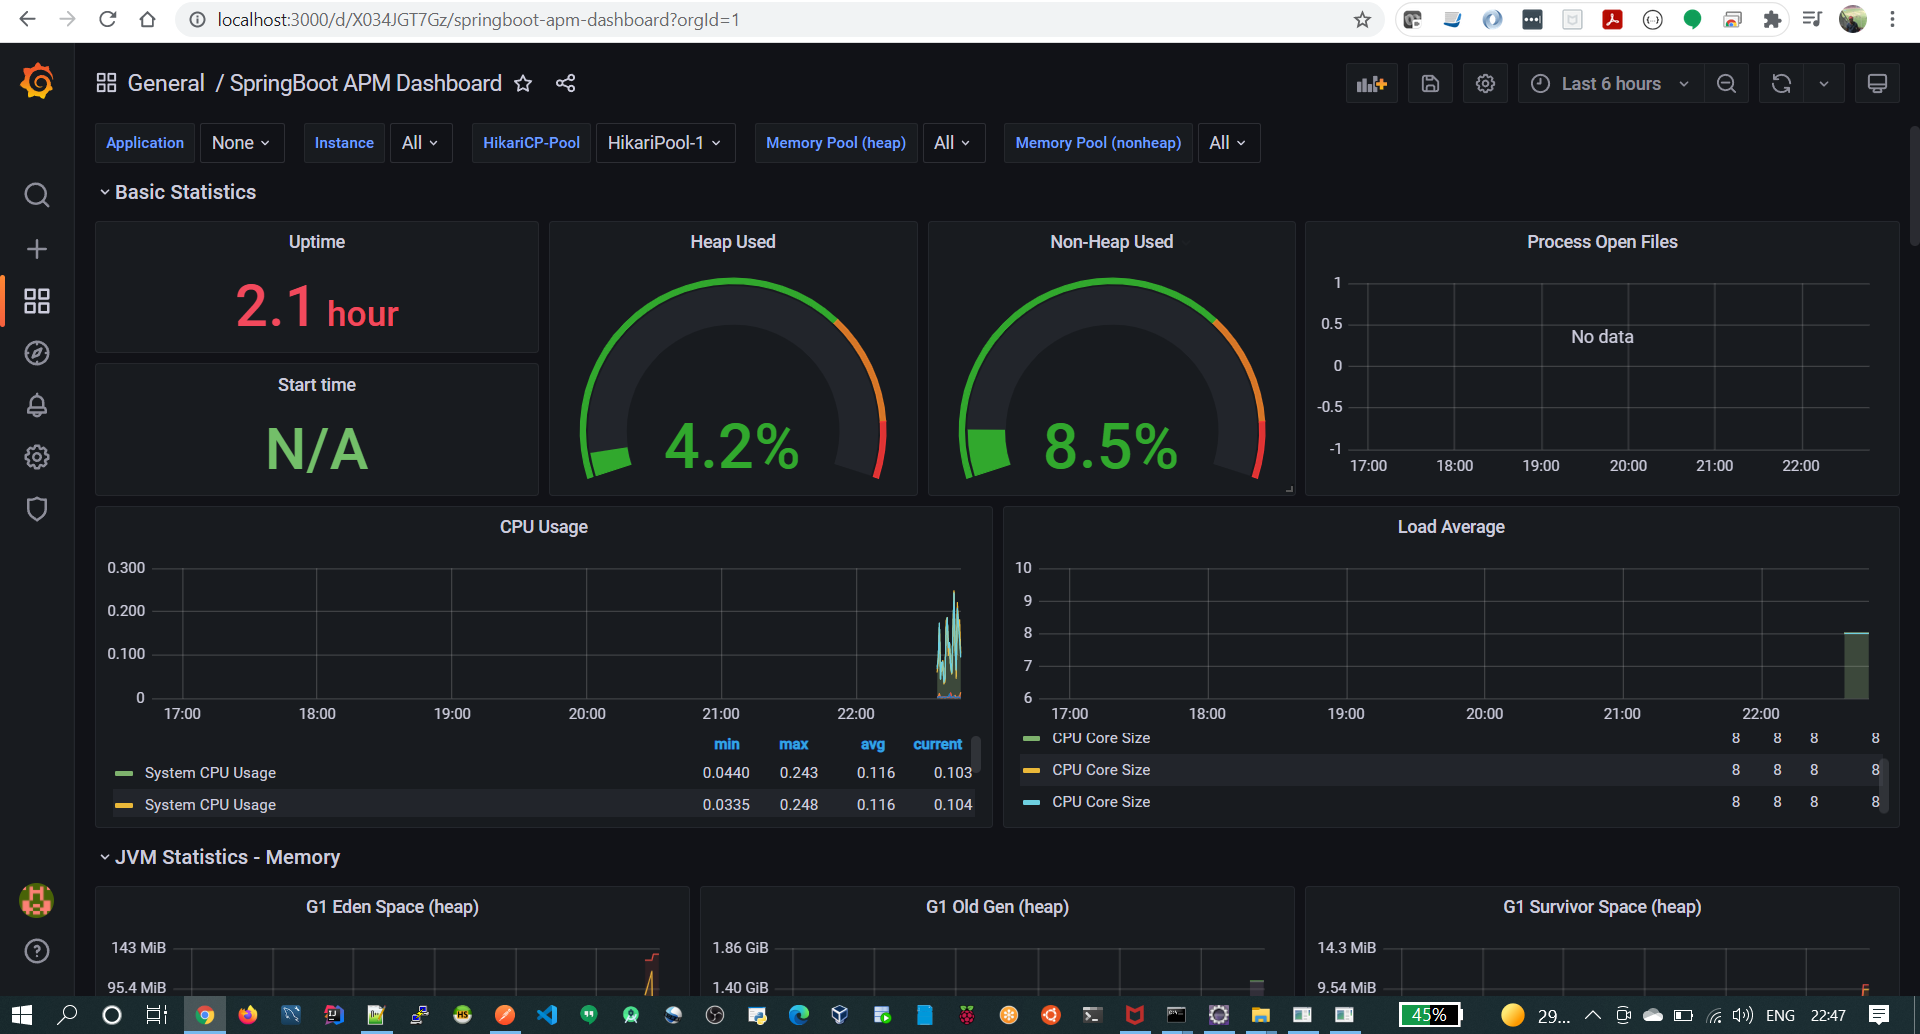 localhost:3000/d/X034JGT7Gz/springboot-apm-dashboard?orgId=1
General / SpringBoot APM Dashboard
Last 6 hours
Application None Instance All HikariCP-Pool HikariPool-1 Memory Pool (heap) All Memory Pool (nonheap) All
Basic Statistics
Uptime
2.1 hour
Start time
N/A
Heap Used
4.2%
Non-Heap Used
8.5%
Process Open Files
1
0.5
0
-0.5
-1
No data
17:00 18:00 19:00 20:00 21:00 22:00
CPU Usage
0.300
0.200
0.100
0
17:00 18:00 19:00 20:00 21:00 22:00
min max avg current
System CPU Usage 0.0440 0.243 0.116 0.103
System CPU Usage 0.0335 0.248 0.116 0.104
Load Average
10
9
8
7
6
17:00 18:00 19:00 20:00 21:00 22:00
CPU Core Size 8 8 8 8
CPU Core Size 8 8 8 8
CPU Core Size 8 8 8 8
JVM Statistics - Memory
G1 Eden Space (heap)
143 MiB
95.4 MiB
G1 Old Gen (heap)
1.86 GiB
1.40 GiB
G1 Survivor Space (heap)
14.3 MiB
9.54 MiB
45% 29... ENG 22:47